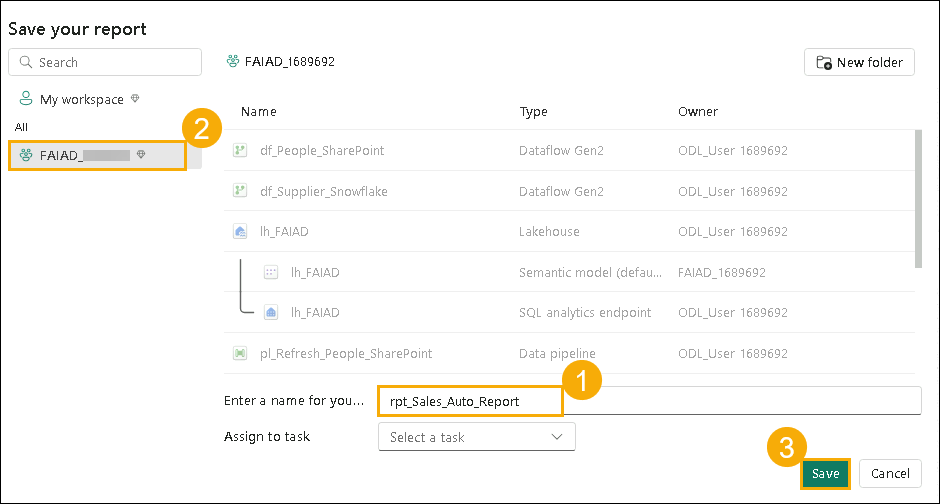 Save your report
Search
FAIAD_1689692
New folder
My workspace
All
2
FAIAD_
Name Type Owner
df_People_SharePoint Dataflow Gen2 ODL_User 1689692
df_Supplier_Snowflake Dataflow Gen2 ODL_User 1689692
lh_FAIAD Lakehouse ODL_User 1689692
lh_FAIAD Semantic model (defau... FAIAD_1689692
lh_FAIAD SQL analytics endpoint ODL_User 1689692
pl_Refresh_People_SharePoint Data pipeline ODL_User 1689692
1
Enter a name for you... rpt_Sales_Auto_Report
Assign to task Select a task
3
Save Cancel